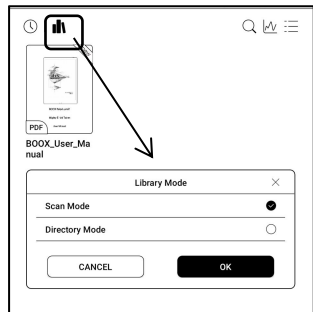 PDF
BOOX_User_Ma
nual
Library Mode
Scan Mode
Directory Mode
CANCEL
OK